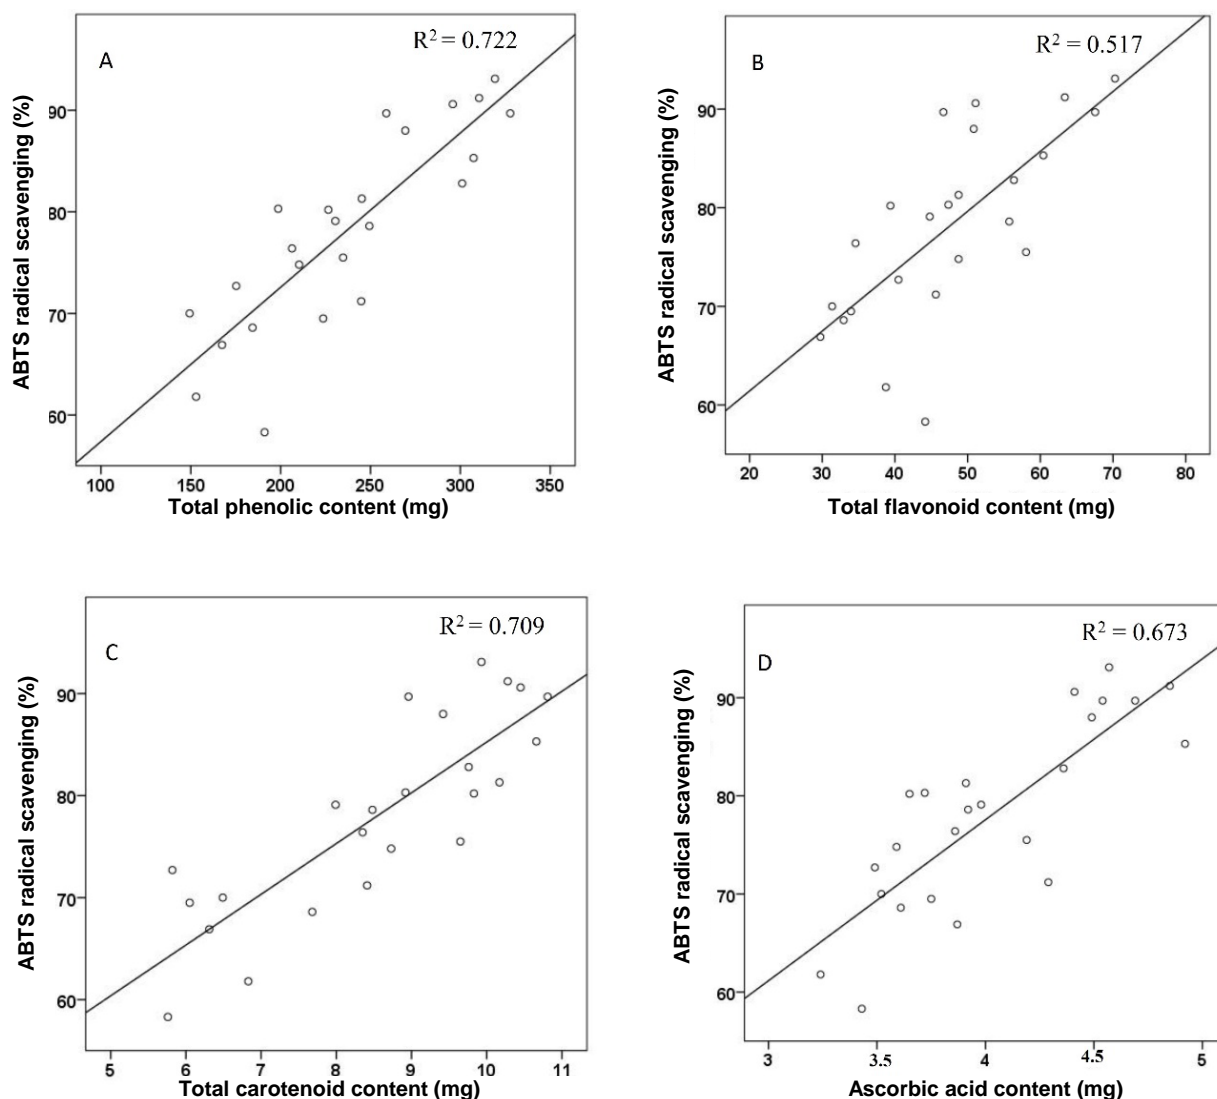 A
R² = 0.722
ABTS radical scavenging (%)
90
80
70
60
100 150 200 250 300 350
Total phenolic content (mg)
B
R² = 0.517
ABTS radical scavenging (%)
90
80
70
60
20 30 40 50 60 70 80
Total flavonoid content (mg)
C
R² = 0.709
ABTS radical scavenging (%)
90
80
70
60
5 6 7 8 9 10 11
Total carotenoid content (mg)
D
R² = 0.673
ABTS radical scavenging (%)
90
80
70
60
3 3.5 4 4.5 5
Ascorbic acid content (mg)